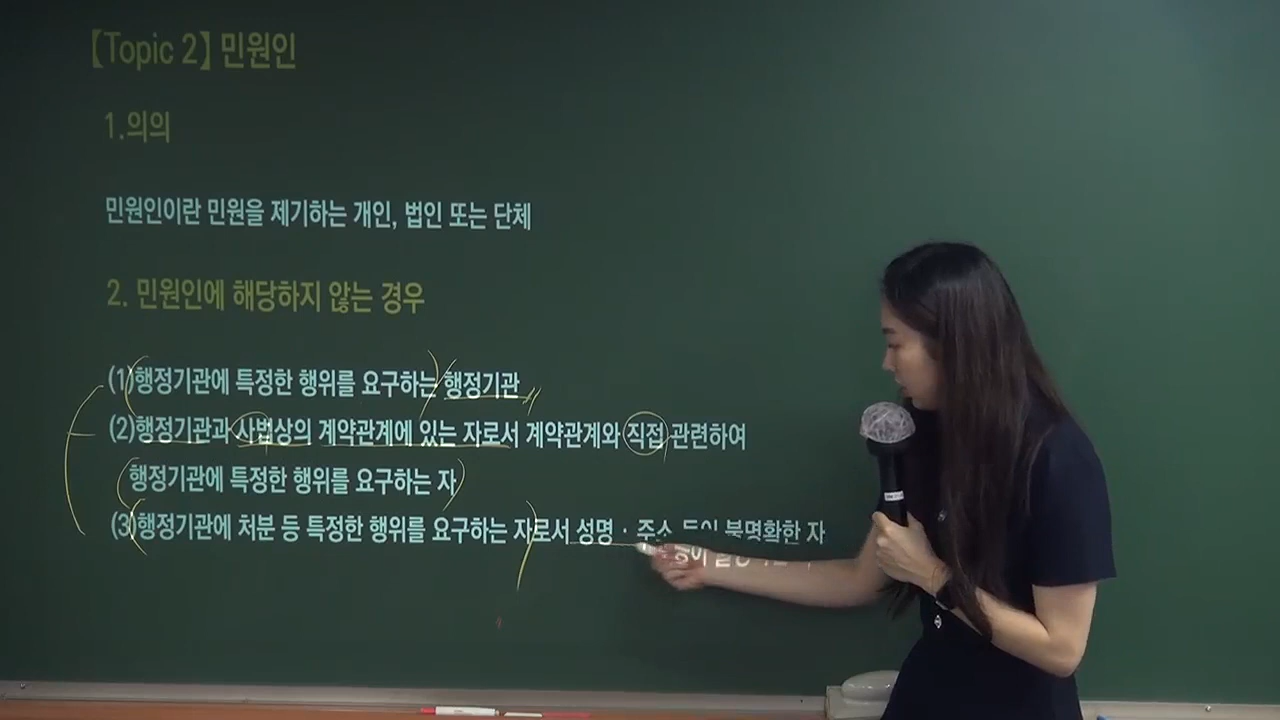 【Topic 2】 민원인
1.의의
민원인이란 민원을 제기하는 개인, 법인 또는 단체
2. 민원인에 해당하지 않는 경우
(1)행정기관에 특정한 행위를 요구하는 행정기관
(2)행정기관과 사법상의 계약관계에 있는 자로서 계약관계와 직접 관련하여
행정기관에 특정한 행위를 요구하는 자
(3)행정기관에 처분 등 특정한 행위를 요구하는 자로서 성명·주소 등이 불명확한 자